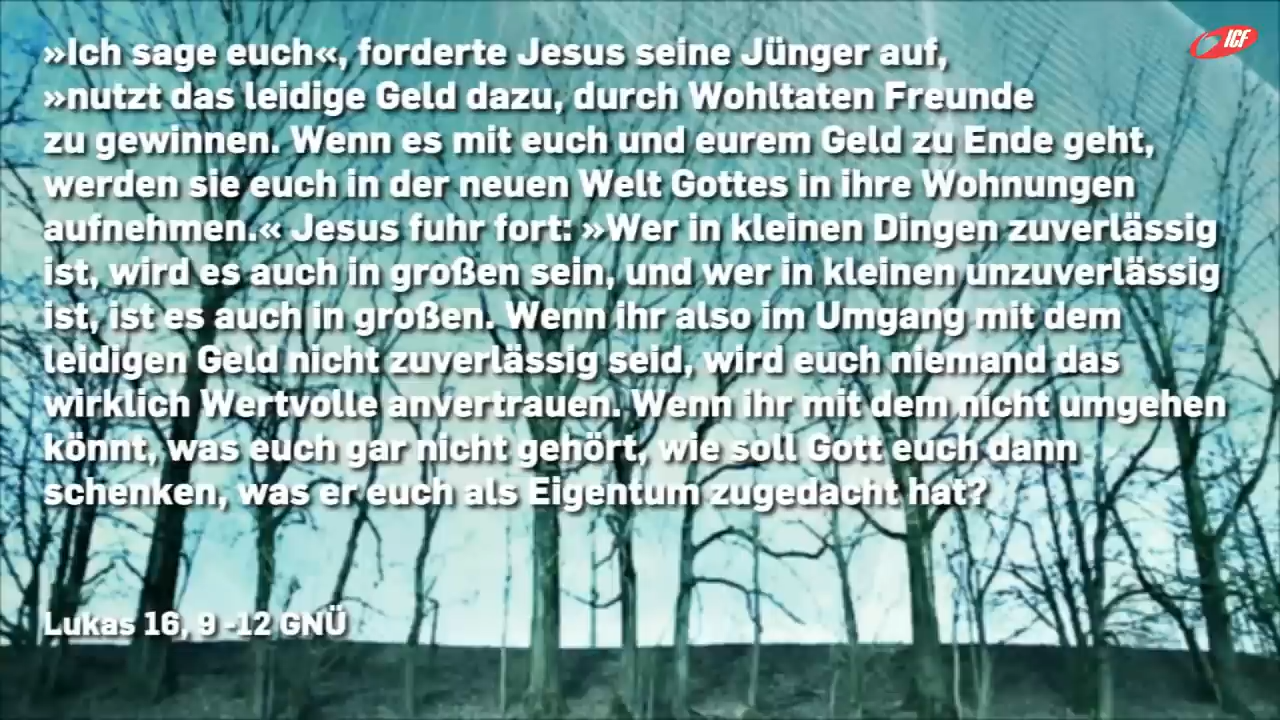 »Ich sage euch«, forderte Jesus seine Jünger auf,
»nutzt das leidige Geld dazu, durch Wohltaten Freunde
zu gewinnen. Wenn es mit euch und eurem Geld zu Ende geht,
werden sie euch in der neuen Welt Gottes in ihre Wohnungen
aufnehmen.« Jesus fuhr fort: »Wer in kleinen Dingen zuverlässig
ist, wird es auch in großen sein, und wer in kleinen unzuverlässig
ist, ist es auch in großen. Wenn ihr also im Umgang mit dem
leidigen Geld nicht zuverlässig seid, wird euch niemand das
wirklich Wertvolle anvertrauen. Wenn ihr mit dem nicht umgehen
könnt, was euch gar nicht gehört, wie soll Gott euch dann
schenken, was er euch als Eigentum zugedacht hat?
Lukas 16, 9 -12 GNÜ
ICF